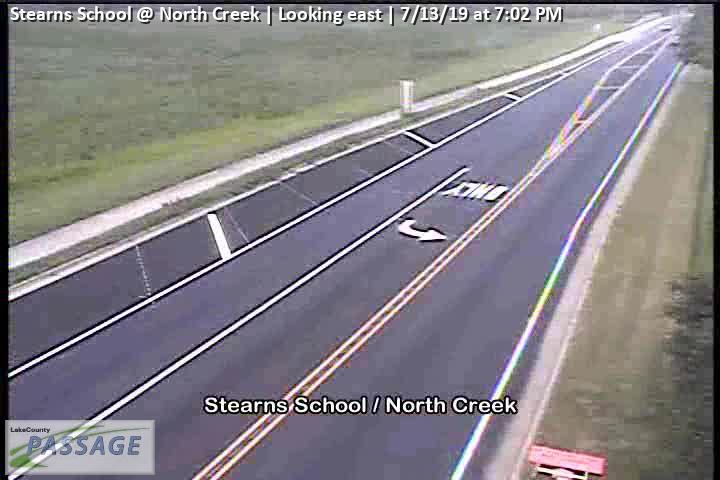 Stearns School @ North Creek | Looking east | 7/13/19 at 7:02 PM
ONLY
Stearns School / North Creek
LakeCounty
PASSAGE